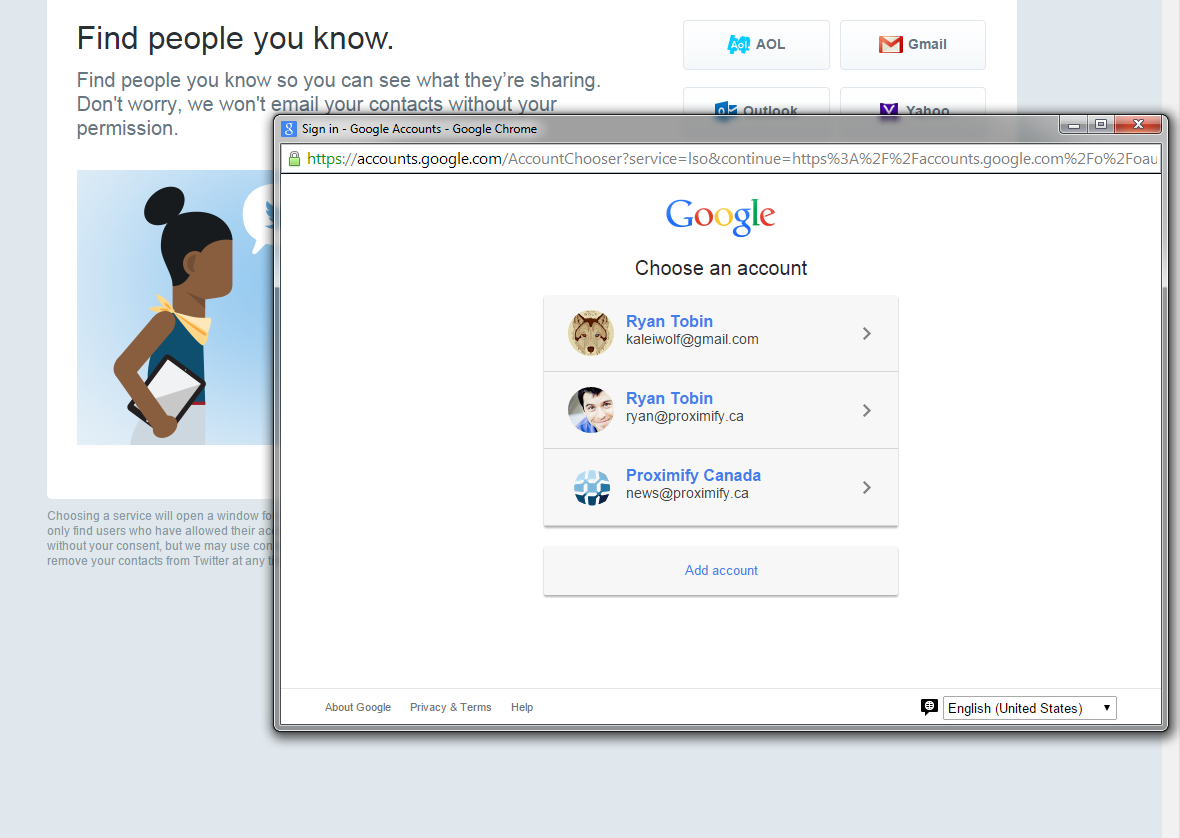 Find people you know.
Find people you know so you can see what they’re sharing.
Don't worry, we won't email your contacts without your
permission.
AOL
Gmail
Outlook
Yahoo
Sign in - Google Accounts - Google Chrome
https://accounts.google.com/AccountChooser?service=lso&continue=https%3A%2F%2Faccounts.google.com%2Fo%2Foau
Google
Choose an account
Ryan Tobin
kaleiwolf@gmail.com
Ryan Tobin
ryan@proximify.ca
Proximify Canada
news@proximify.ca
Add account
About Google Privacy & Terms Help
English (United States)
Choosing a service will open a window fo
only find users who have allowed their acc
without your consent, but we may use con
remove your contacts from Twitter at any ti